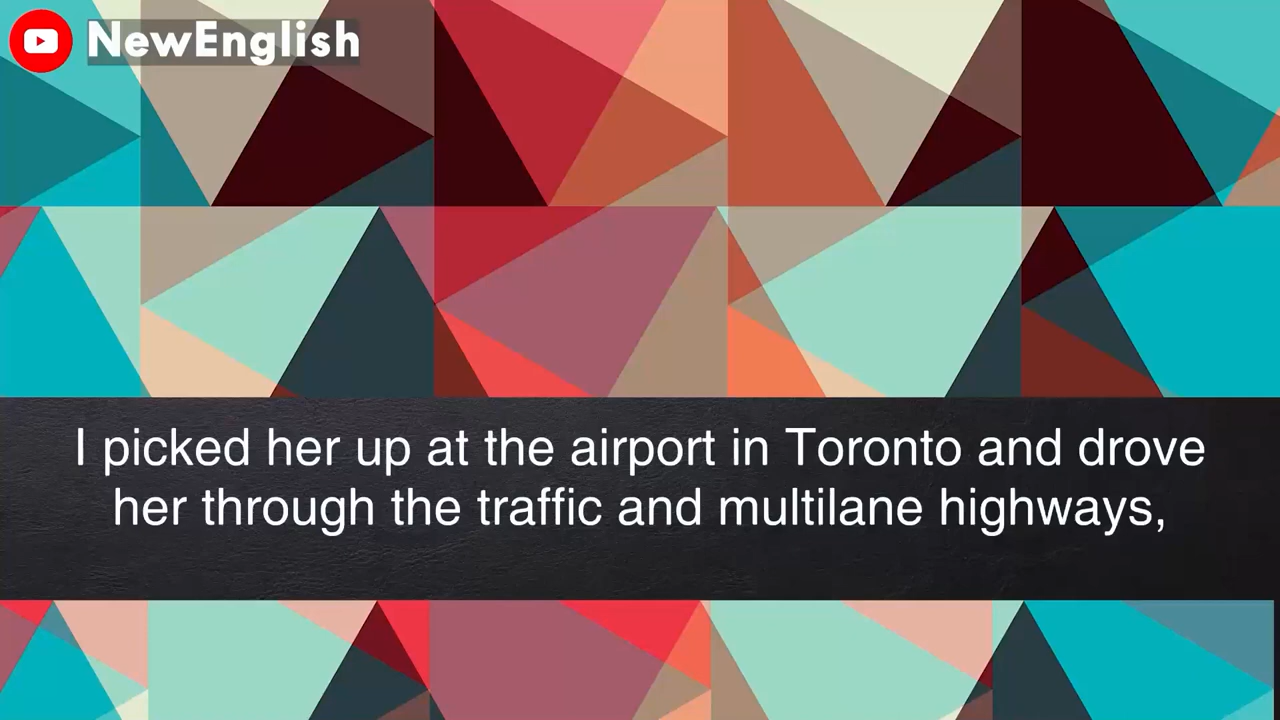 NewEnglish
I picked her up at the airport in Toronto and drove
her through the traffic and multilane highways,